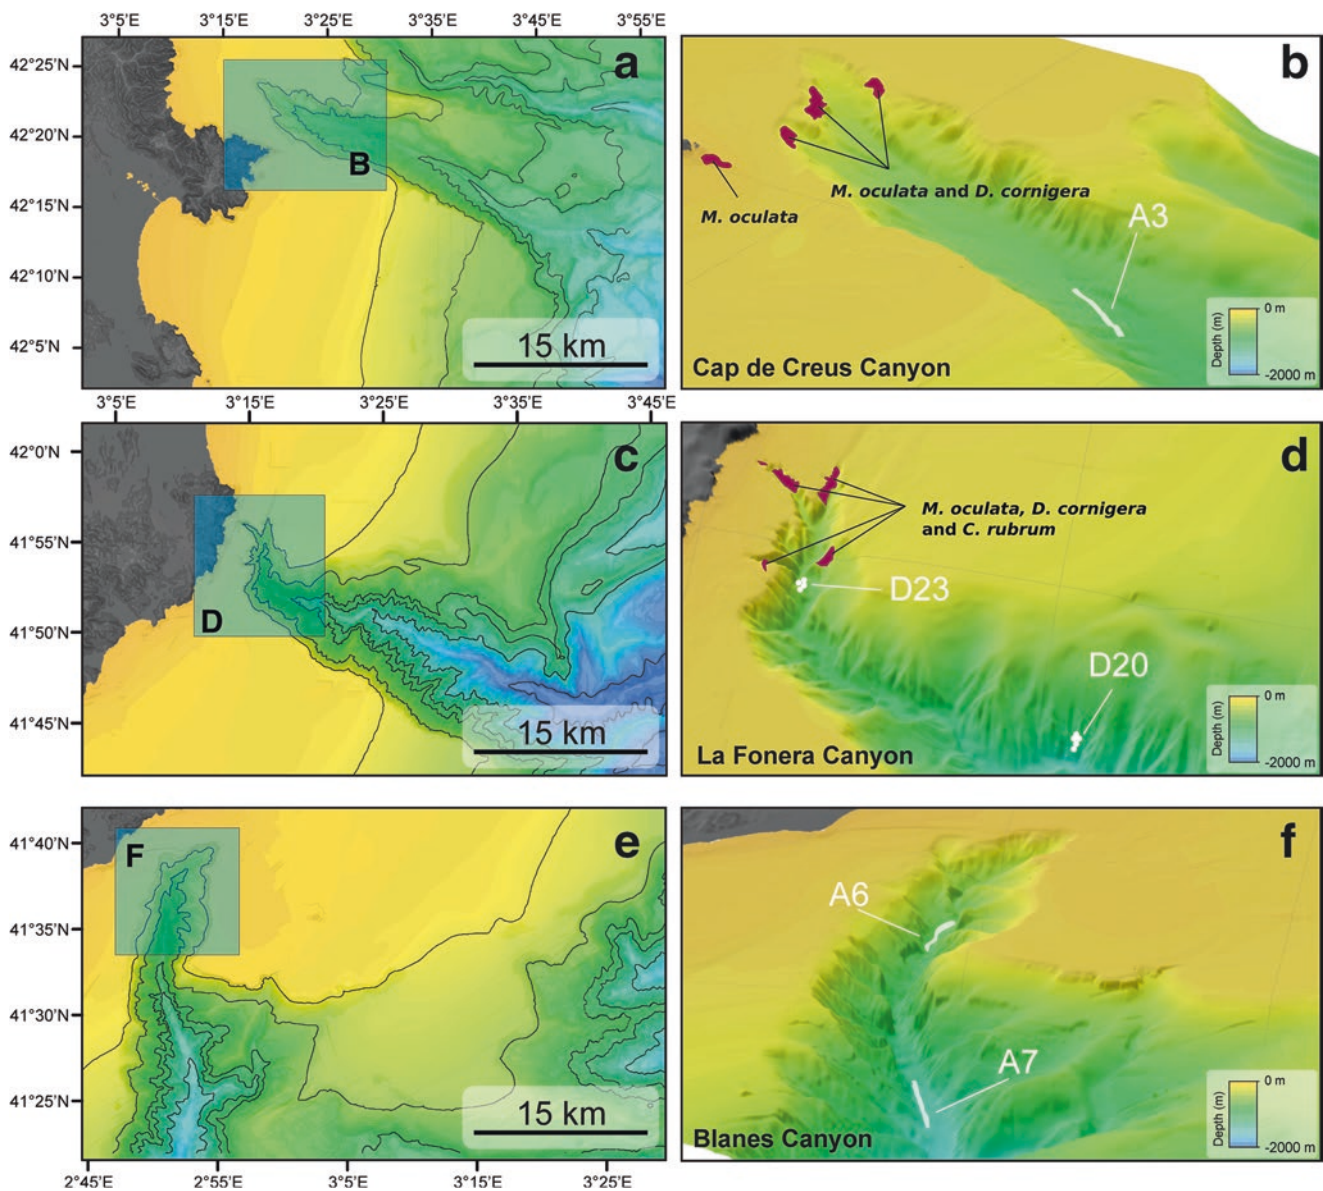 3°5'E 3°15'E 3°25'E 3°35'E 3°45'E 3°55'E
42°25'N
42°20'N
42°15'N
42°10'N
42°5'N
a
B
15 km
b
M. oculata and D. cornigera
M. oculata
A3
0 m
Depth (m)
-2000 m
Cap de Creus Canyon
3°5'E 3°15'E 3°25'E 3°35'E 3°45'E
42°0'N
41°55'N
41°50'N
41°45'N
c
D
15 km
d
M. oculata, D. cornigera
and C. rubrum
D23
D20
0 m
Depth (m)
-2000 m
La Fonera Canyon
41°40'N
41°35'N
41°30'N
41°25'N
F
e
15 km
2°45'E 2°55'E 3°5'E 3°15'E 3°25'E
f
A6
A7
0 m
Depth (m)
-2000 m
Blanes Canyon